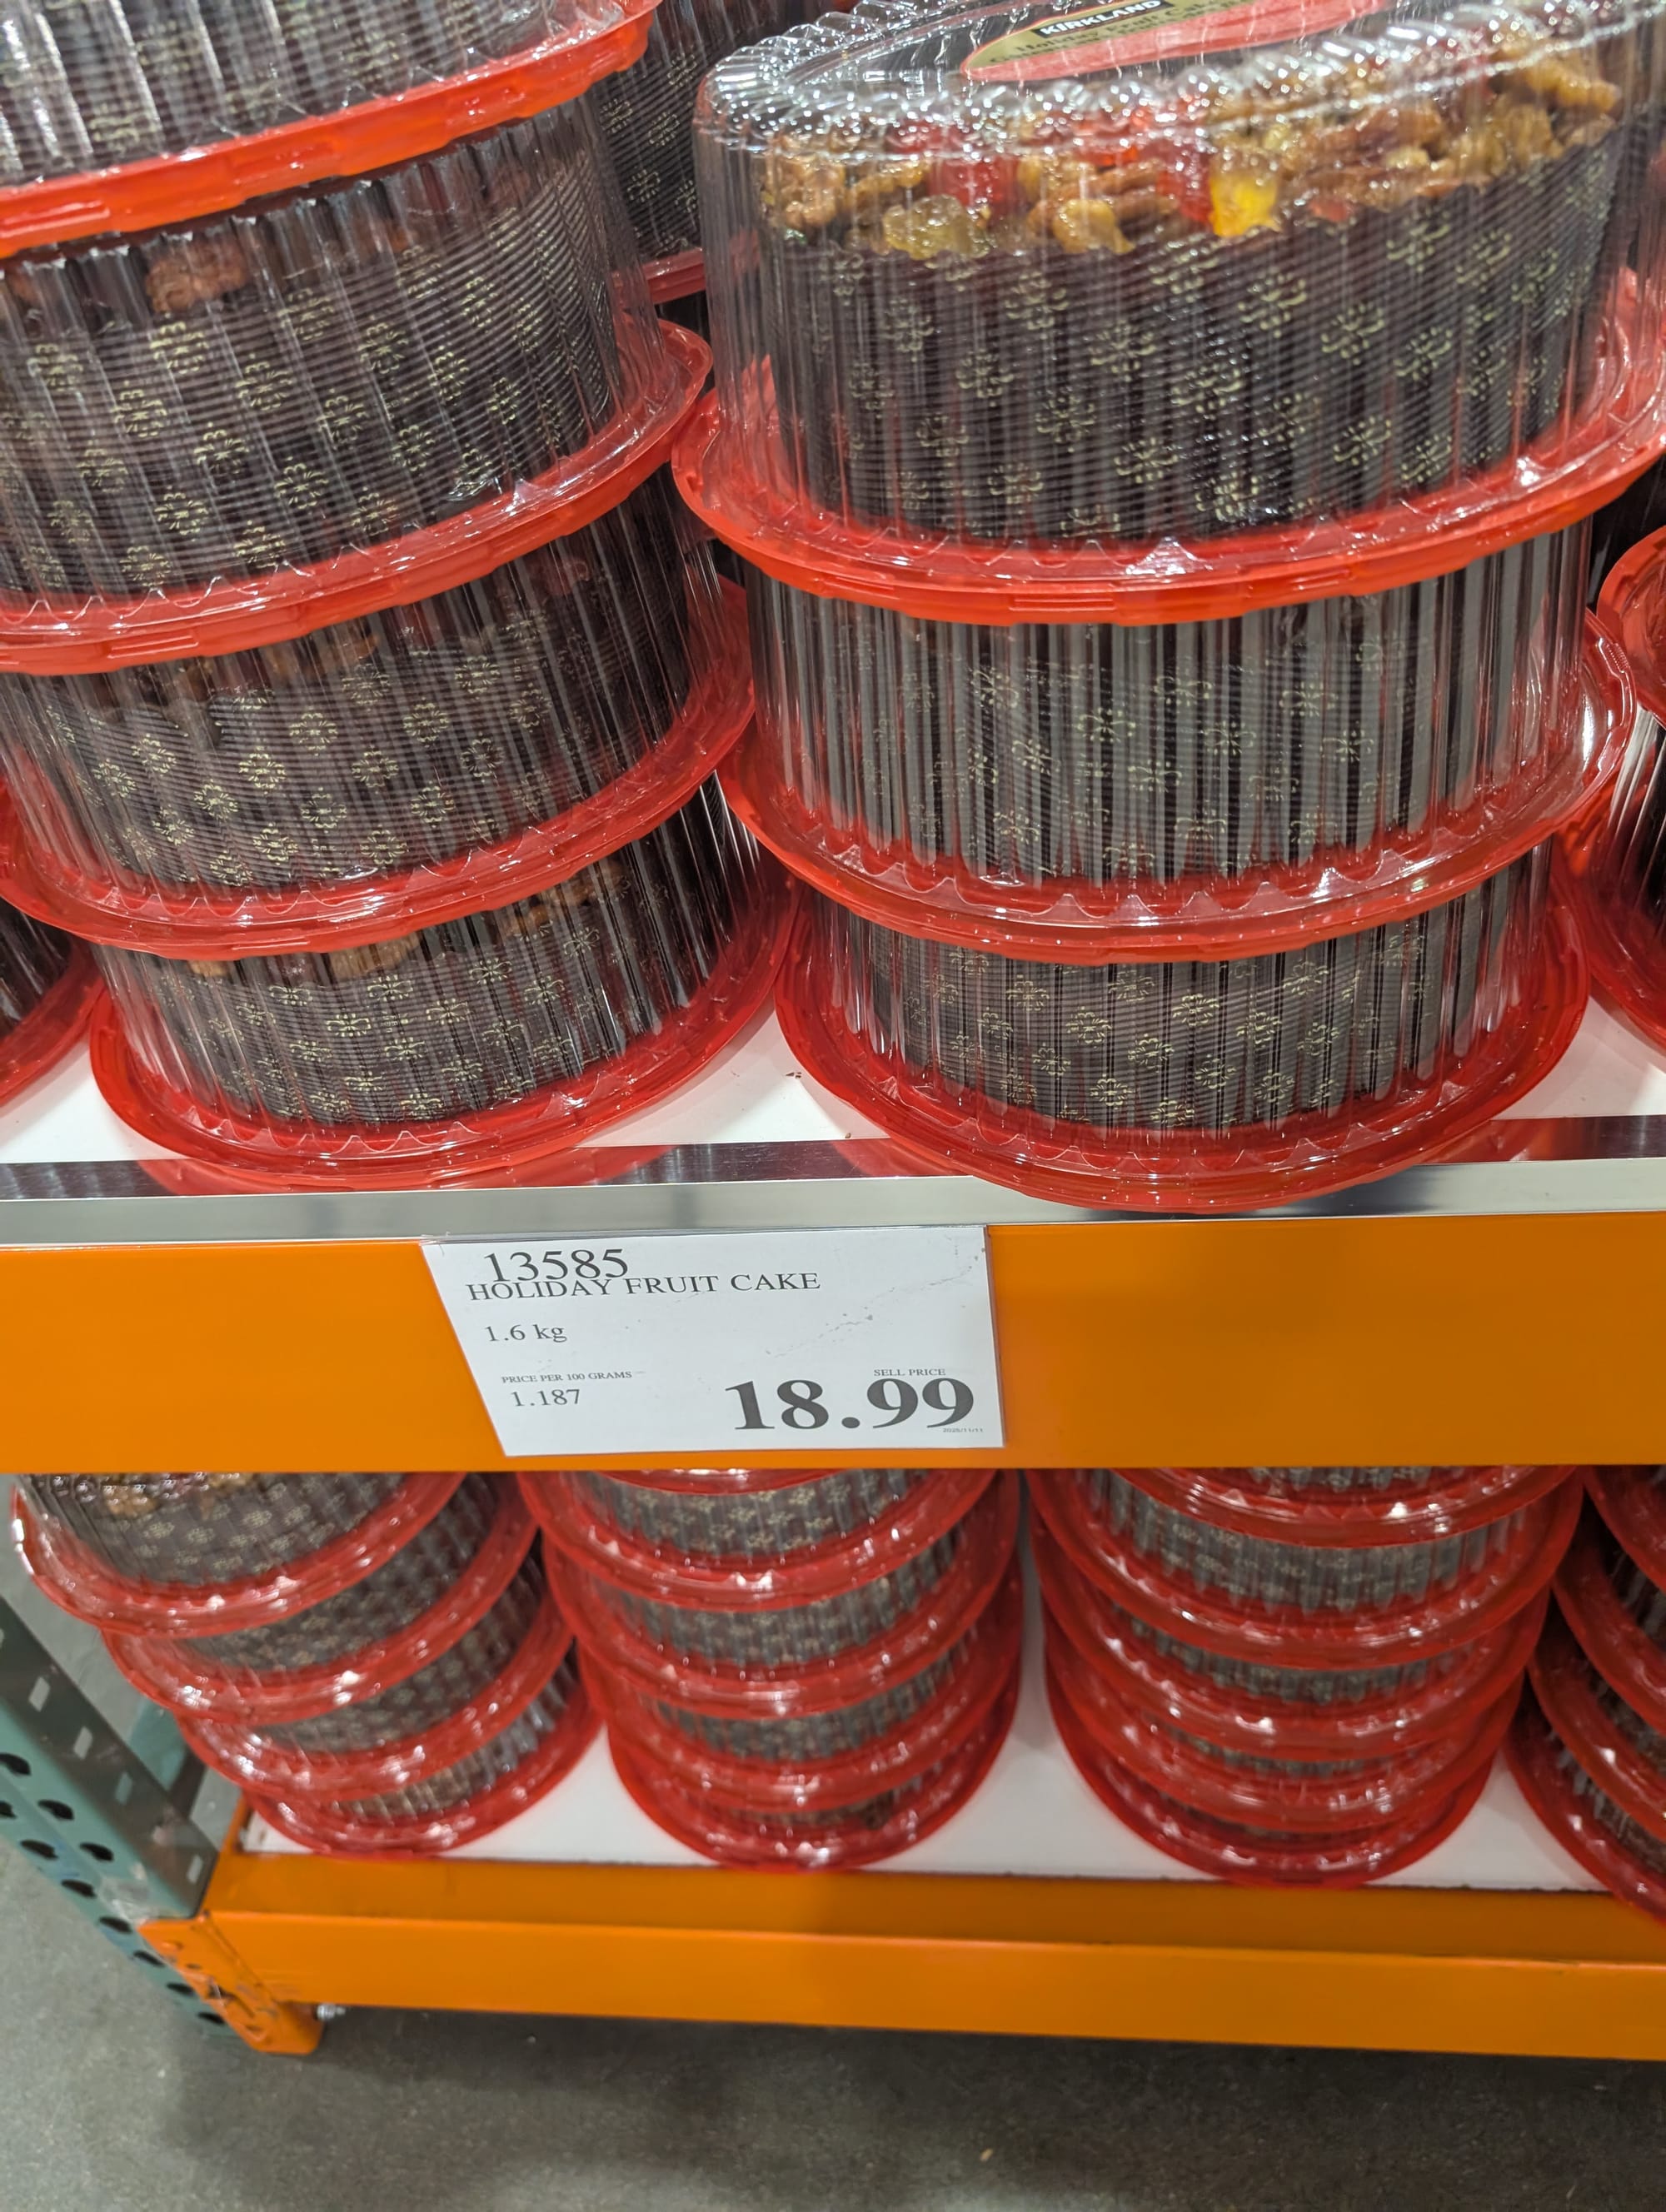 KIRKLAND
13585
HOLIDAY FRUIT CAKE
1.6 kg
PRICE PER 100 GRAMS
SELL PRICE
1.187
18.99